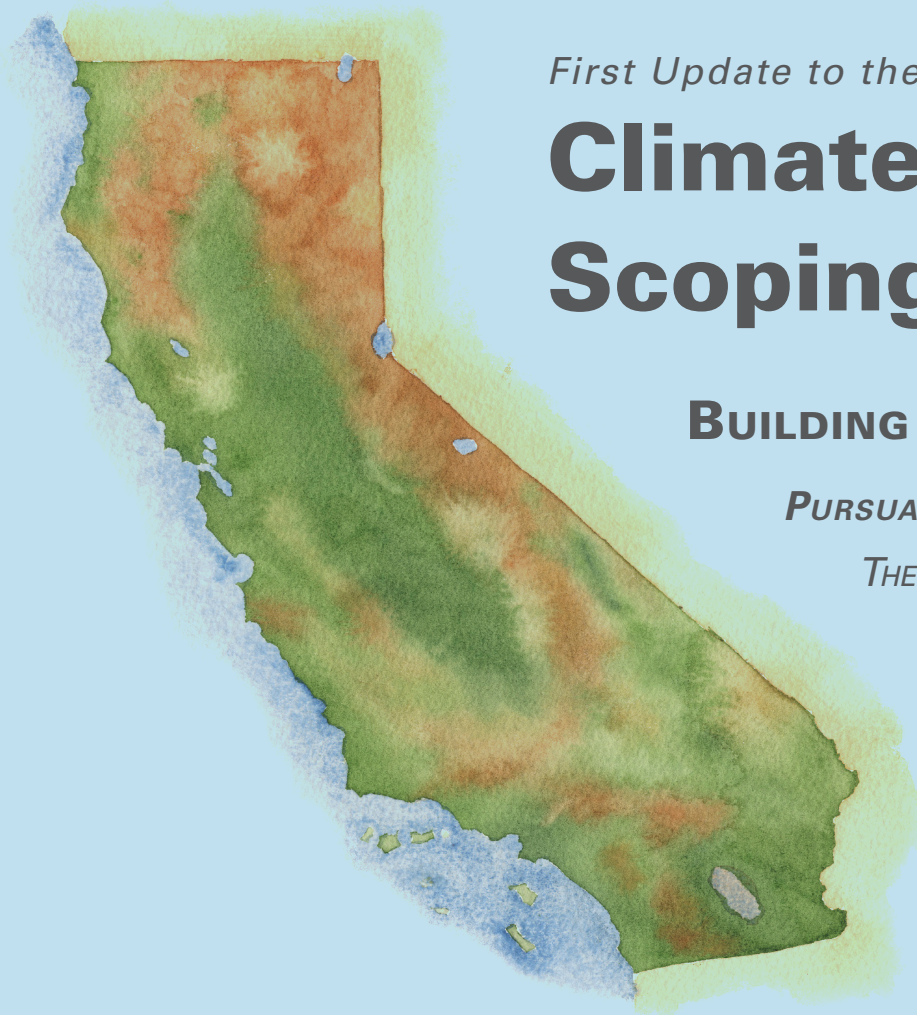 First Update to the
Climate
Scoping
BUILDING
PURSUA
THE